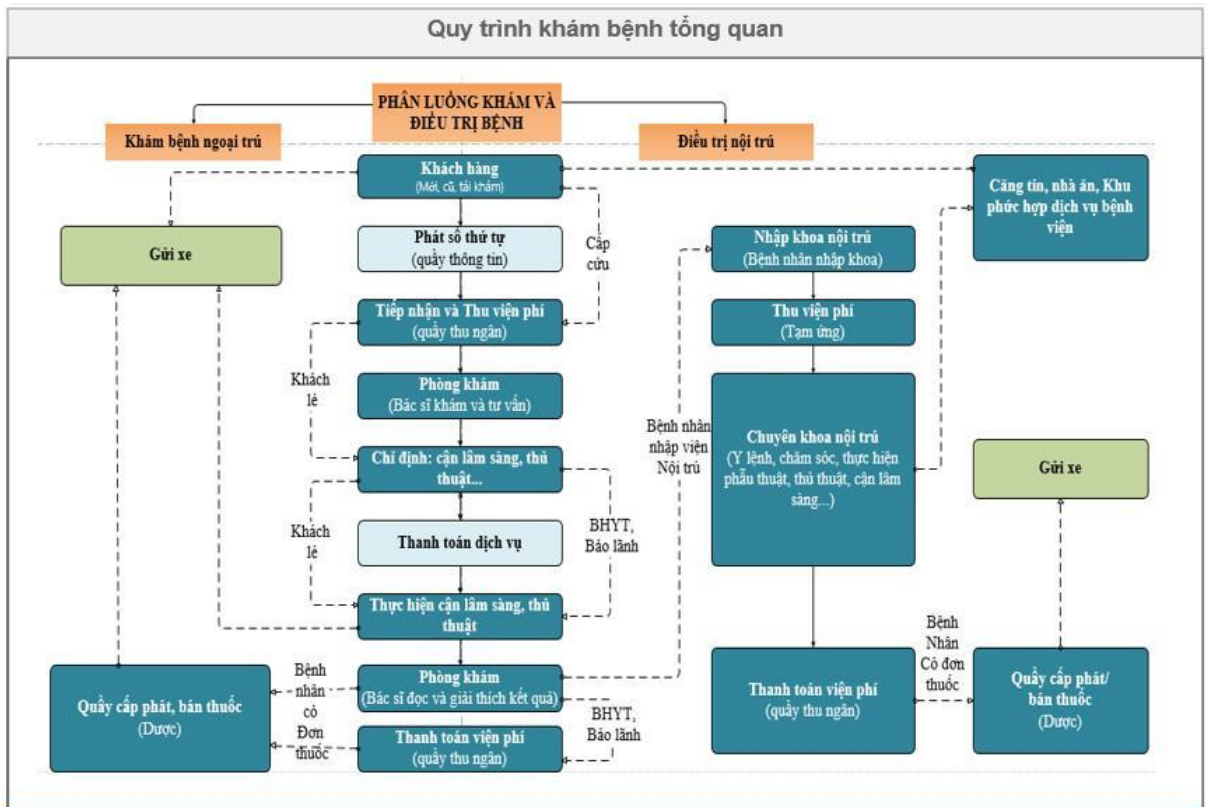 Quy trình khám bệnh tổng quan
PHÂN LUỒNG KHÁM VÀ
ĐIỀU TRỊ BỆNH
Khám bệnh ngoại trú
Điều trị nội trú
Khách hàng
(Mới, cũ, tái khám)
Căng tin, nhà ăn, Khu
phức hợp dịch vụ bệnh
viện
Gửi xe
Phát số thứ tự
(quầy thông tin)
Cấp
cứu
Nhập khoa nội trú
(Bệnh nhân nhập khoa)
Tiếp nhận và Thu viện phí
(quầy thu ngân)
Thu viện phí
(Tạm ứng)
Khách
lẻ
Phòng khám
(Bác sĩ khám và tư vấn)
Bệnh nhân
nhập viện
Nội trú
Chuyên khoa nội trú
(Y lệnh, chăm sóc, thực hiện
phẫu thuật, thủ thuật, cận lâm
sàng...)
Gửi xe
Chỉ định: cận lâm sàng, thủ
thuật...
Khách
lẻ
BHYT,
Bảo lãnh
Thanh toán dịch vụ
Thực hiện cận lâm sàng, thủ
thuật
Bệnh
Nhân
Có đơn
thuốc
Quầy cấp phát, bán thuốc
(Dược)
Bệnh
nhân
có
Đơn
thuốc
Phòng khám
(Bác sĩ đọc và giải thích kết quả)
BHYT,
Bảo lãnh
Thanh toán viện phí
(quầy thu ngân)
Thanh toán viện phí
(quầy thu ngân)
Quầy cấp phát/
bán thuốc
(Dược)